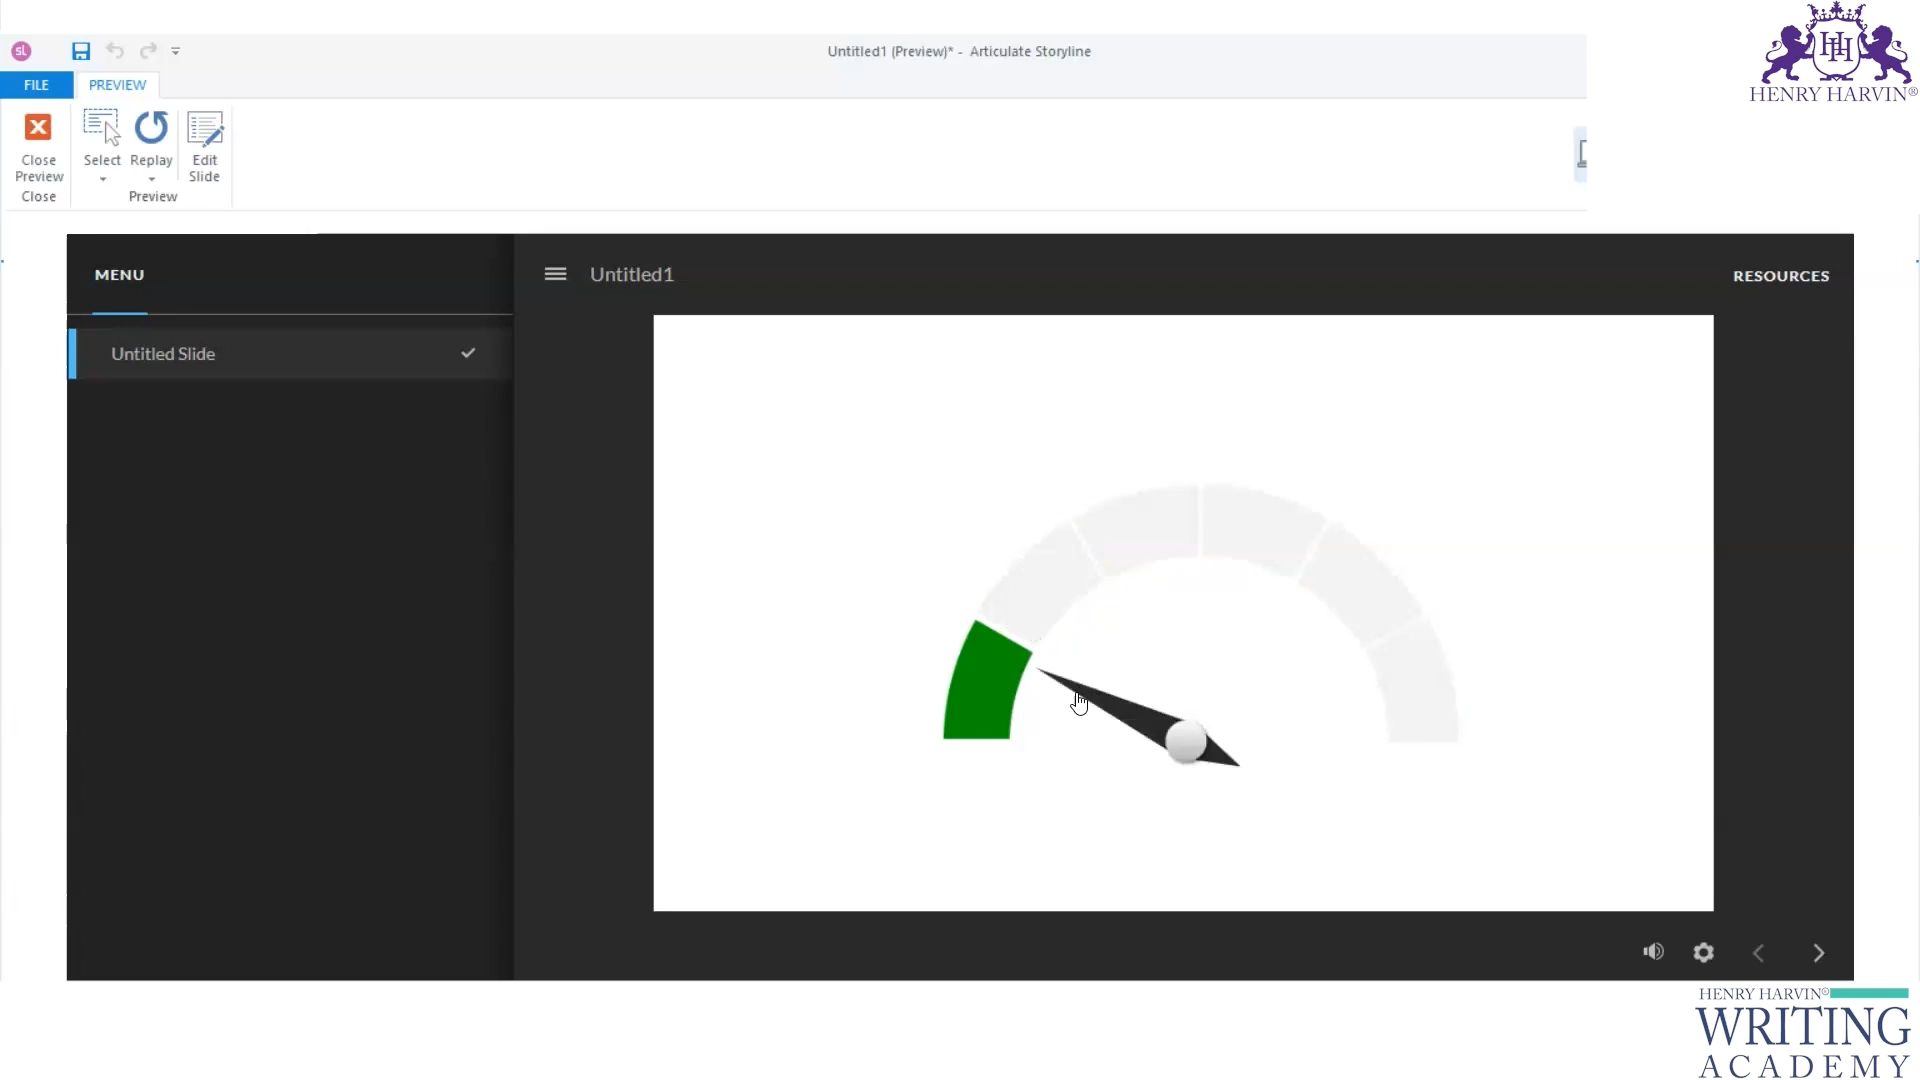 sl
Untitled1 (Preview)* - Articulate Storyline
HENRY HARVIN®
FILE
PREVIEW
Close
Preview
Select
Replay
Edit
Slide
Close
Preview
MENU
Untitled1
RESOURCES
Untitled Slide
HENRY HARVIN®
WRITING
ACADEMY